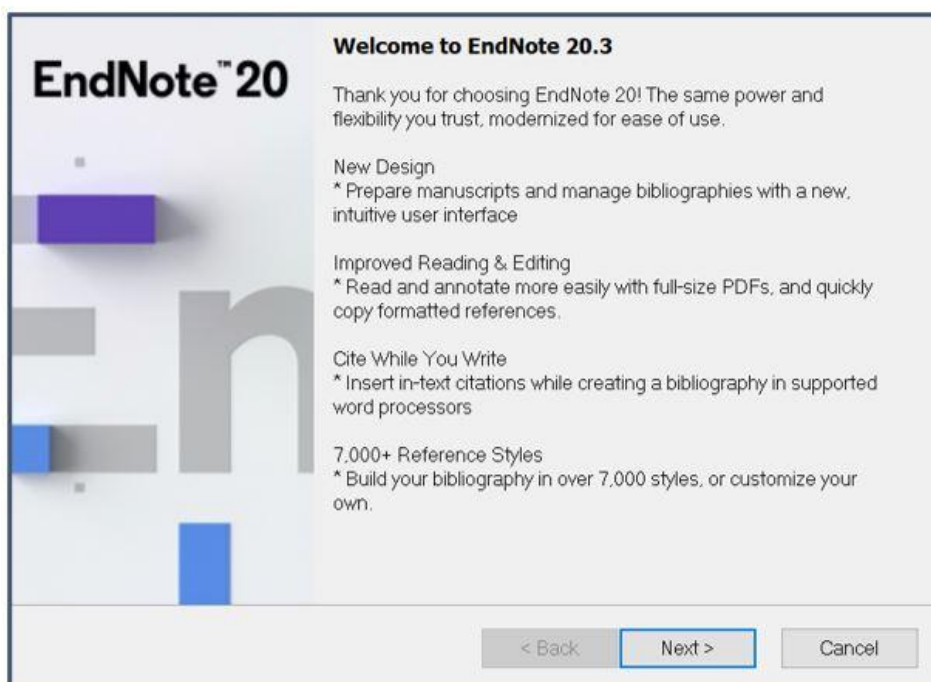 EndNote™20
Welcome to EndNote 20.3
Thank you for choosing EndNote 20! The same power and
flexibility you trust, modernized for ease of use.
New Design
* Prepare manuscripts and manage bibliographies with a new,
intuitive user interface
Improved Reading & Editing
* Read and annotate more easily with full-size PDFs, and quickly
copy formatted references.
Cite While You Write
* Insert in-text citations while creating a bibliography in supported
word processors
7,000+ Reference Styles
* Build your bibliography in over 7,000 styles, or customize your
own.
< Back
Next >
Cancel